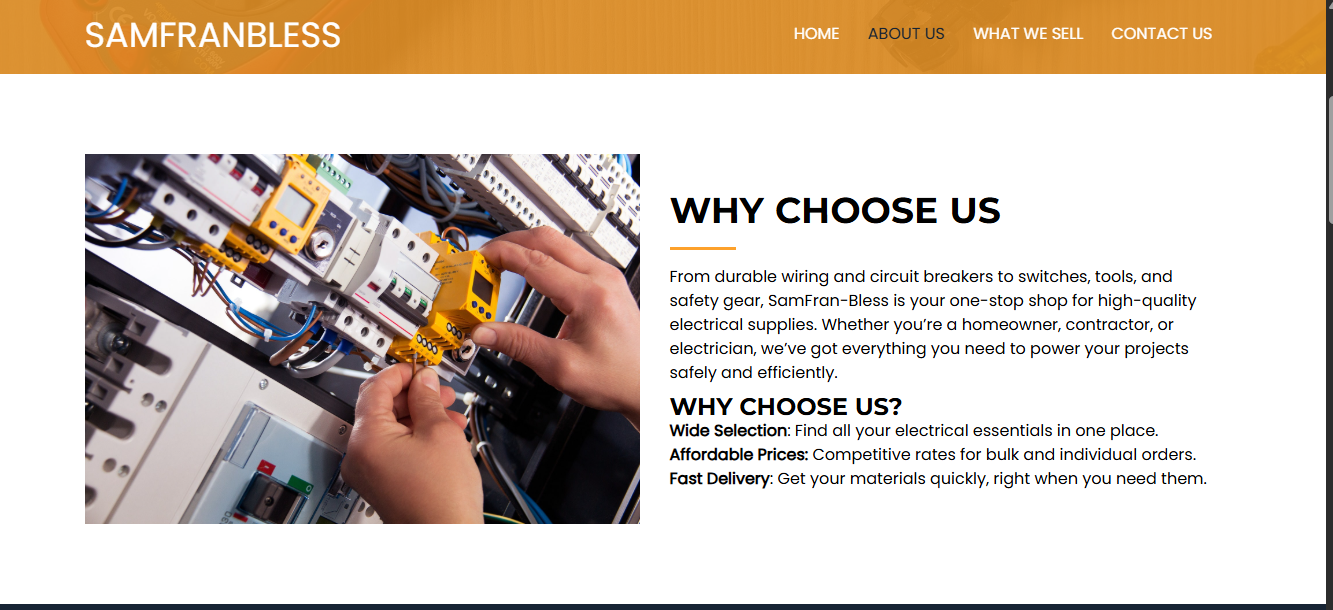 SAMFRANBLESS
HOME ABOUT US WHAT WE SELL CONTACT US
WHY CHOOSE US
From durable wiring and circuit breakers to switches, tools, and
safety gear, SamFran-Bless is your one-stop shop for high-quality
electrical supplies. Whether you’re a homeowner, contractor, or
electrician, we’ve got everything you need to power your projects
safely and efficiently.
WHY CHOOSE US?
Wide Selection: Find all your electrical essentials in one place.
Affordable Prices: Competitive rates for bulk and individual orders.
Fast Delivery: Get your materials quickly, right when you need them.